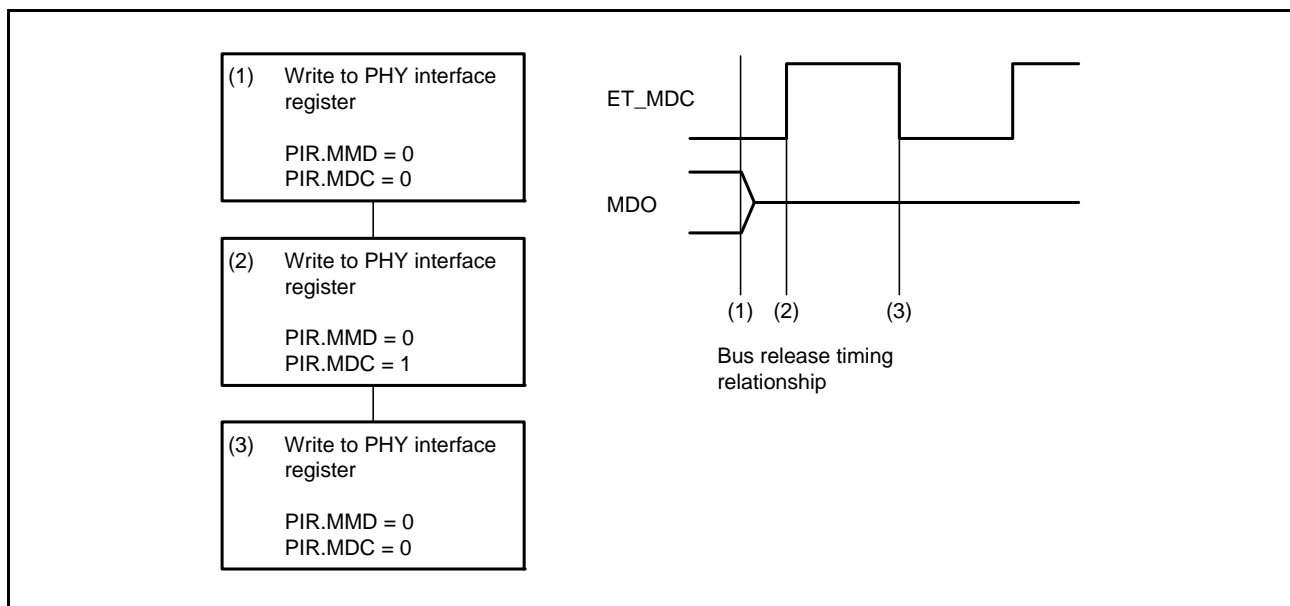 (1) Write to PHY interface
register
PIR.MMD = 0
PIR.MDC = 0
(2) Write to PHY interface
register
PIR.MMD = 0
PIR.MDC = 1
(3) Write to PHY interface
register
PIR.MMD = 0
PIR.MDC = 0
ET_MDC
MDO
(1) (2) (3)
Bus release timing
relationship